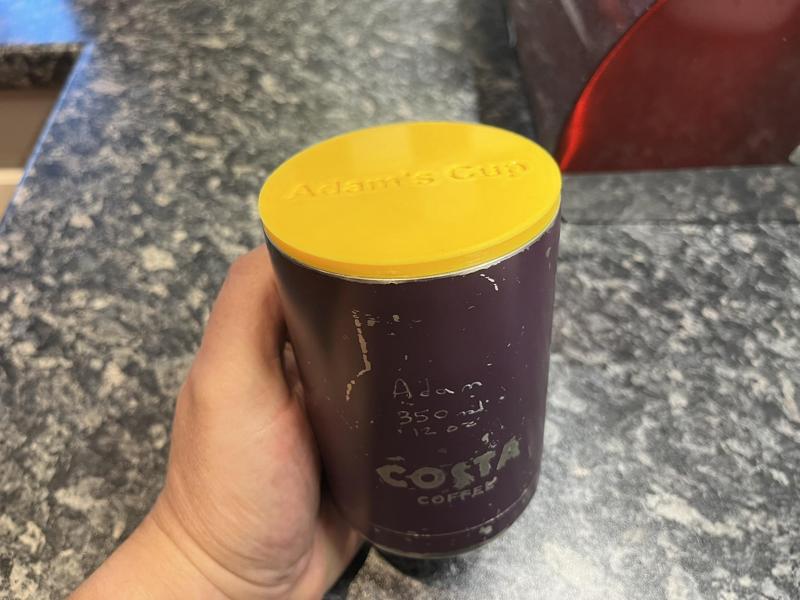 Adam's Cup
Adam
350 mL
12 oz
COSTA
COFFEE